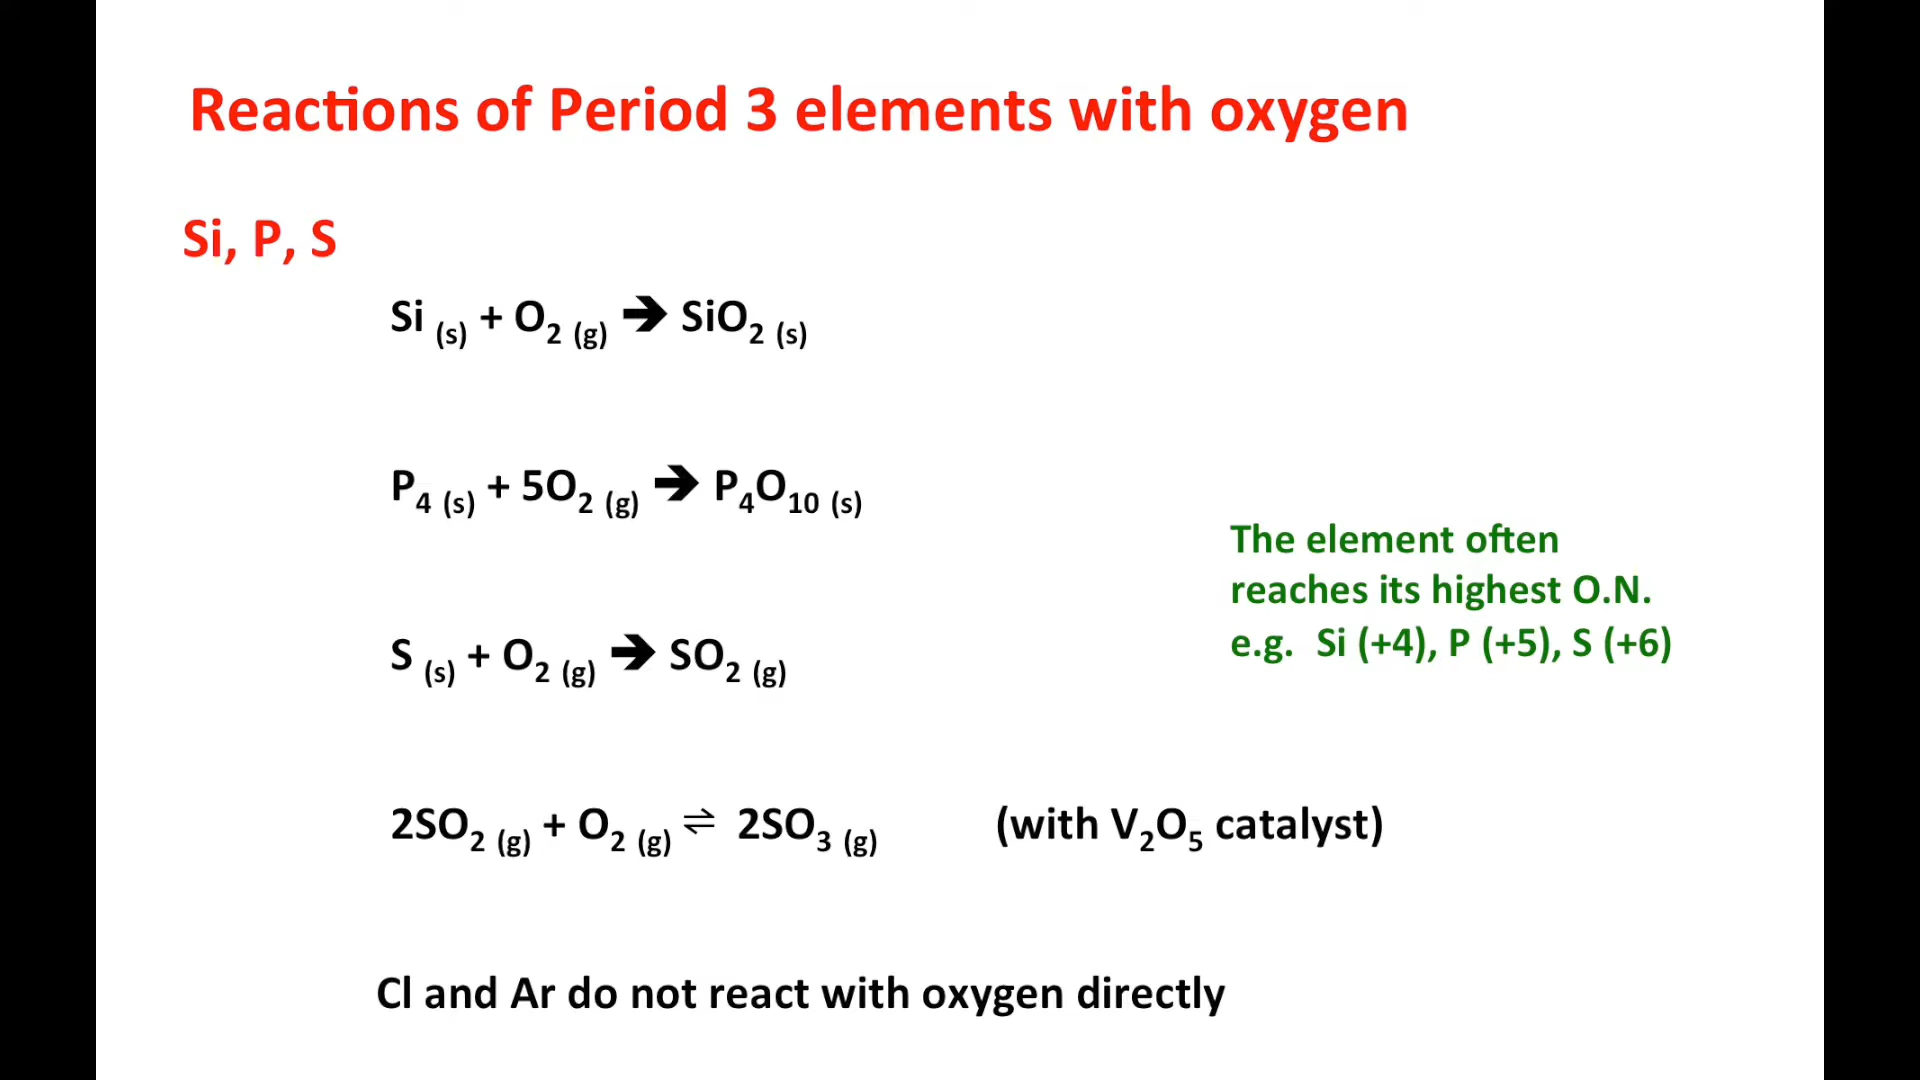 Reactions of Period 3 elements with oxygen
Si, P, S
Si (s) + O₂ (g) ➔ SiO₂ (s)
P₄ (s) + 5O₂ (g) ➔ P₄O₁₀ (s)
The element often
reaches its highest O.N.
e.g. Si (+4), P (+5), S (+6)
S (s) + O₂ (g) ➔ SO₂ (g)
2SO₂ (g) + O₂ (g) ⇌ 2SO₃ (g) (with V₂O₅ catalyst)
Cl and Ar do not react with oxygen directly